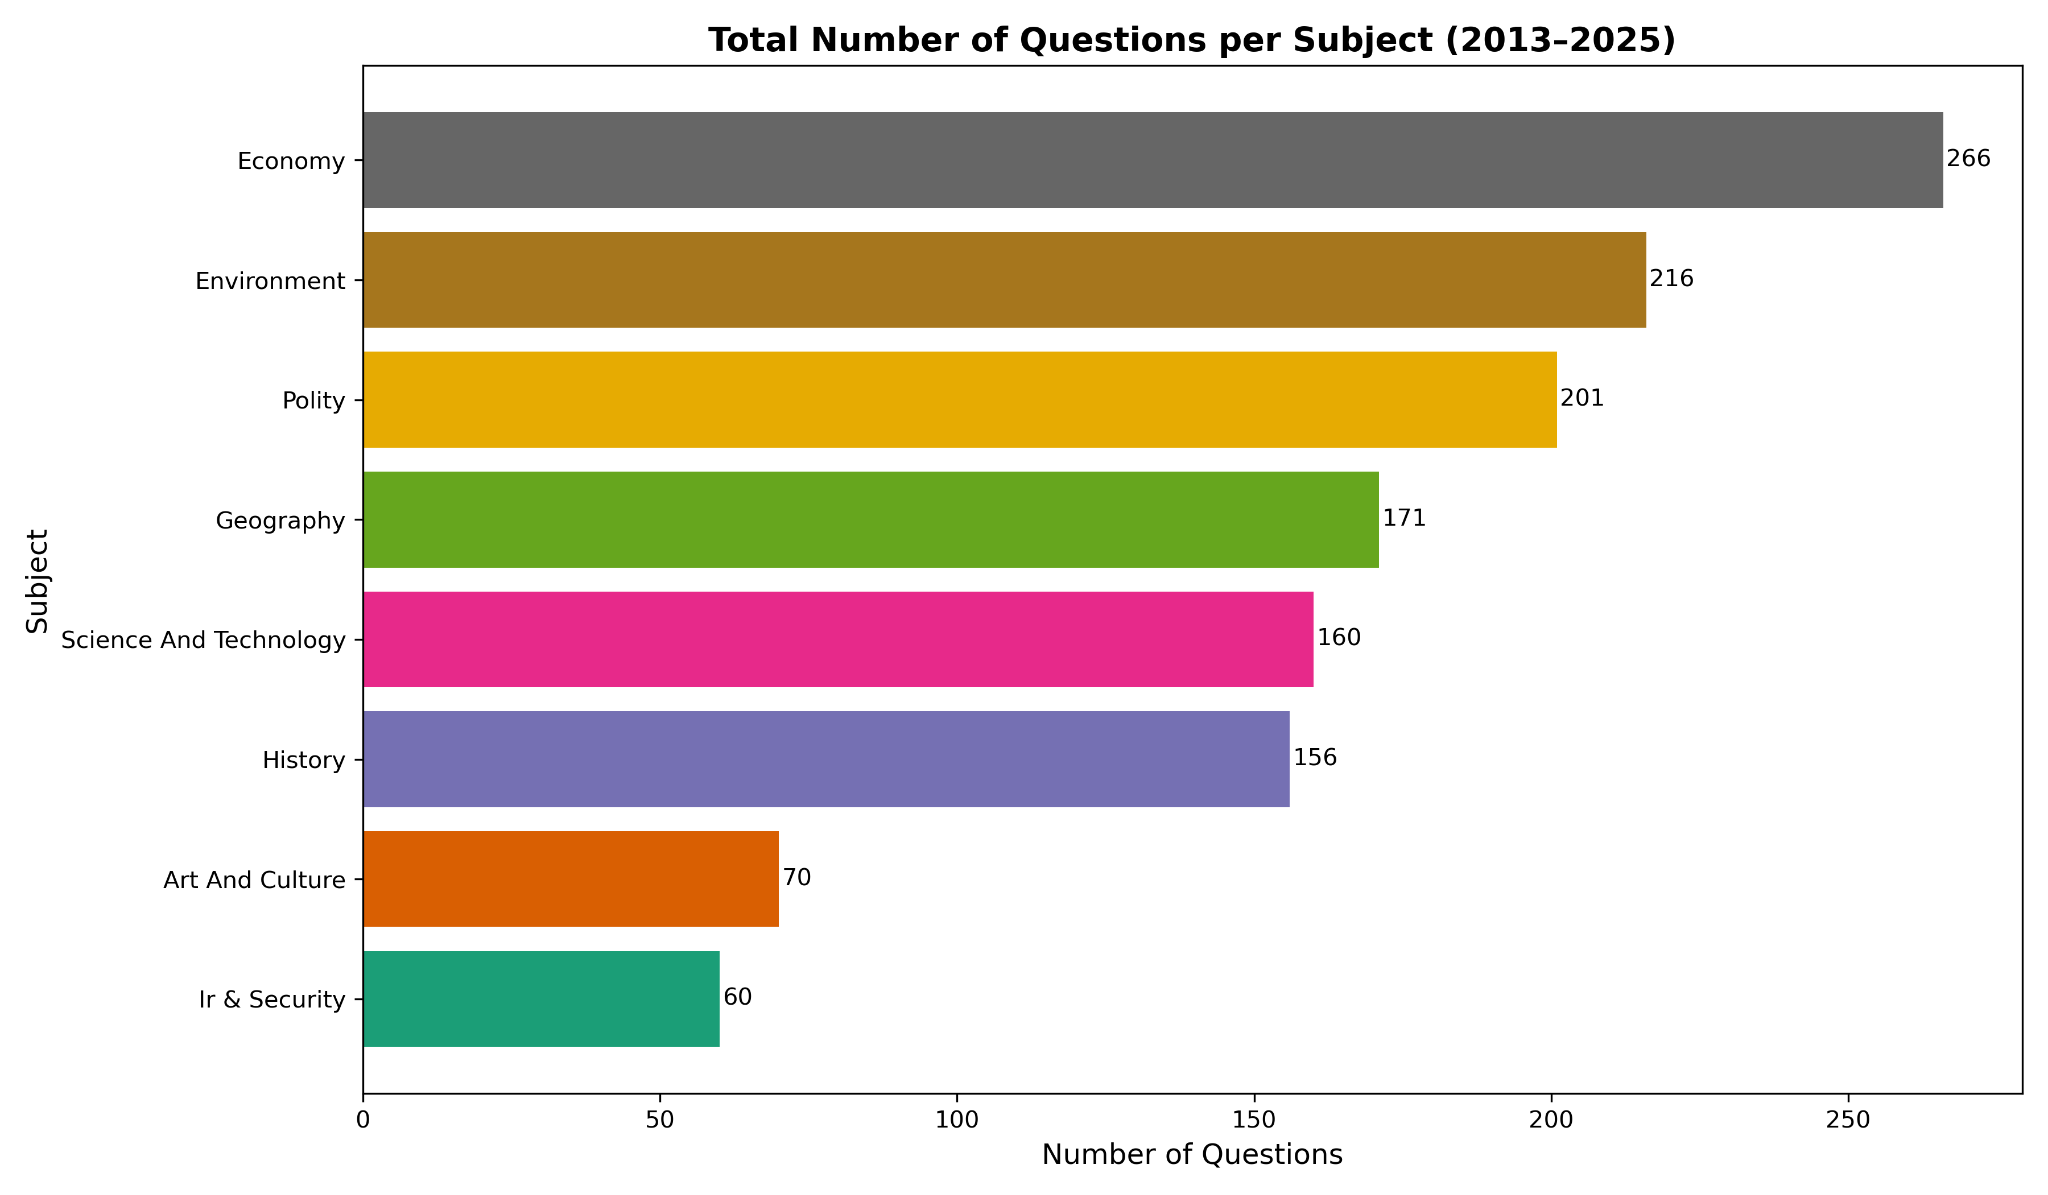 Total Number of Questions per Subject (2013–2025)
Economy
266
Environment
216
Polity
201
Geography
171
Science And Technology
160
History
156
Art And Culture
70
Ir & Security
60
Subject
0 50 100 150 200 250
Number of Questions